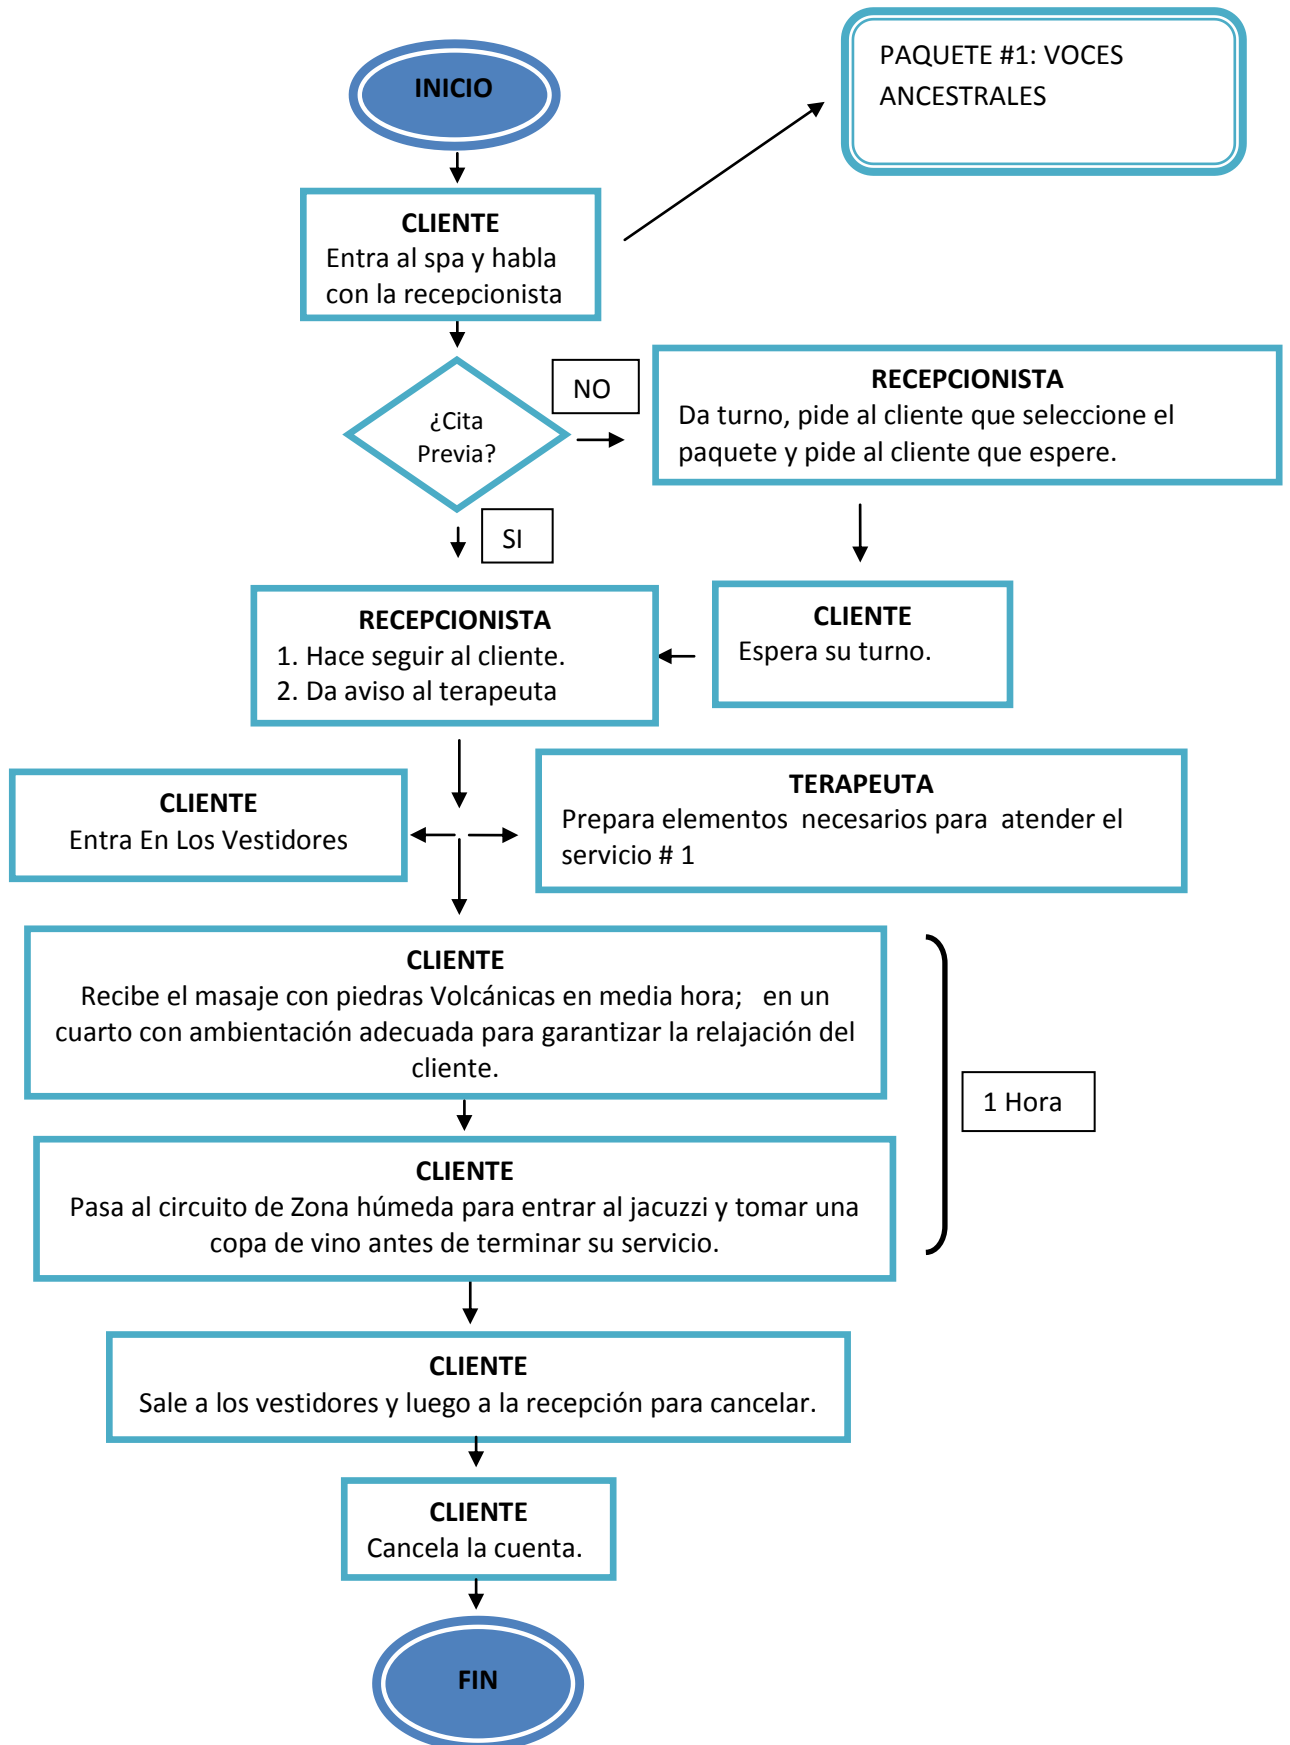 INICIO
PAQUETE #1: VOCES
ANCESTRALES
CLIENTE
Entra al spa y habla
con la recepcionista
¿Cita
Previa?
NO
RECEPCIONISTA
Da turno, pide al cliente que seleccione el
paquete y pide al cliente que espere.
SI
RECEPCIONISTA
1. Hace seguir al cliente.
2. Da aviso al terapeuta
CLIENTE
Espera su turno.
CLIENTE
Entra En Los Vestidores
TERAPEUTA
Prepara elementos  necesarios para  atender el
servicio # 1
CLIENTE
Recibe el masaje con piedras Volcánicas en media hora;   en un
cuarto con ambientación adecuada para garantizar la relajación del
cliente.
1 Hora
CLIENTE
Pasa al circuito de Zona húmeda para entrar al jacuzzi y tomar una
copa de vino antes de terminar su servicio.
CLIENTE
Sale a los vestidores y luego a la recepción para cancelar.
CLIENTE
Cancela la cuenta.
FIN